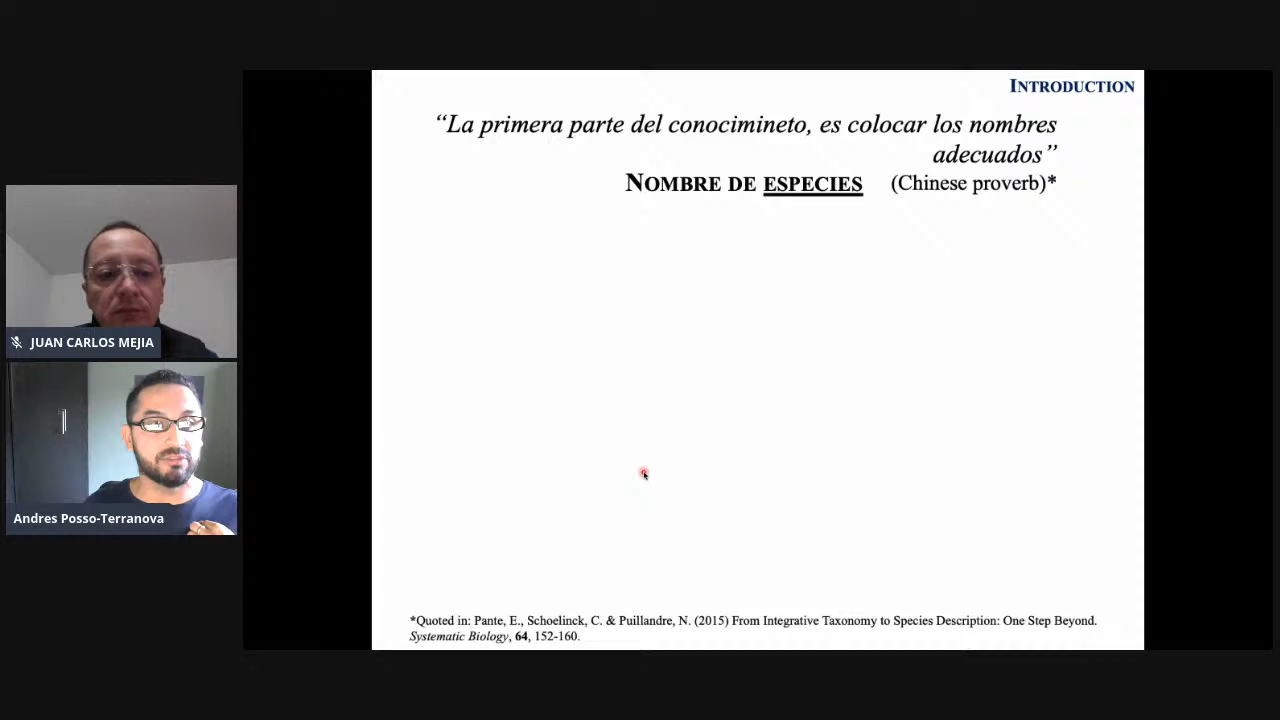 INTRODUCTION
“La primera parte del conocimineto, es colocar los nombres
adecuados”
NOMBRE DE ESPECIES (Chinese proverb)*
JUAN CARLOS MEJIA
Andres Posso-Terranova
*Quoted in: Pante, E., Schoelinck, C. & Puillandre, N. (2015) From Integrative Taxonomy to Species Description: One Step Beyond.
Systematic Biology, 64, 152-160.